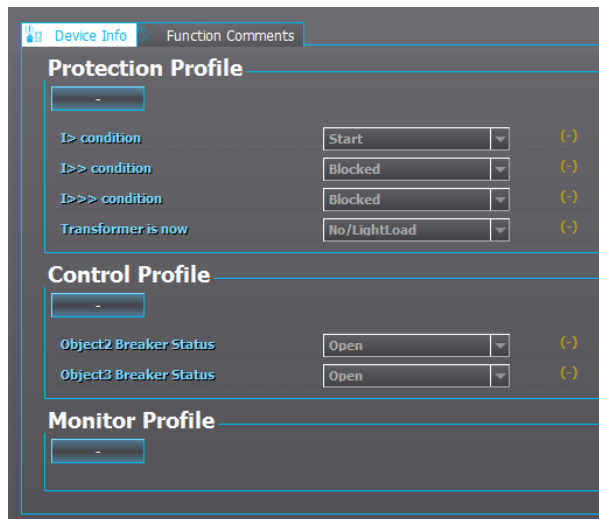 Device Info Function Comments
Protection Profile
-
I> condition Start (-)
I>> condition Blocked (-)
I>>> condition Blocked (-)
Transformer is now No/LightLoad (-)
Control Profile
-
Object2 Breaker Status Open (-)
Object3 Breaker Status Open (-)
Monitor Profile
-